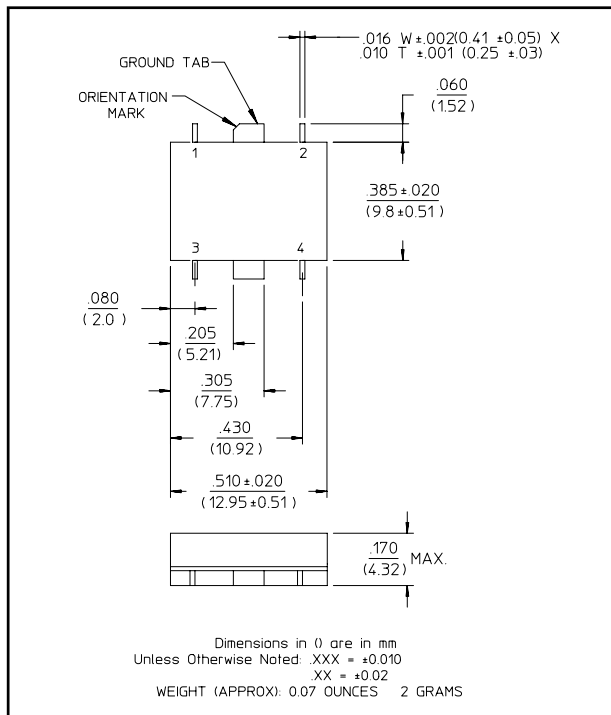 .016 W ±.002(0.41 ±0.05) X
.010 T ±.001 (0.25 ±.03)
GROUND TAB
ORIENTATION
MARK
.060
(1.52)
1
2
.385±.020
(9.8±0.51)
3
4
.080
( 2.0 )
.205
( 5.21)
.305
(7.75)
.430
(10.92 )
.510±.020
(12.95±0.51)
.170
(4.32)
MAX.
Dimensions in () are in mm
Unless Otherwise Noted: .XXX = ±0.010
.XX = ±0.02
WEIGHT (APPROX): 0.07 OUNCES 2 GRAMS